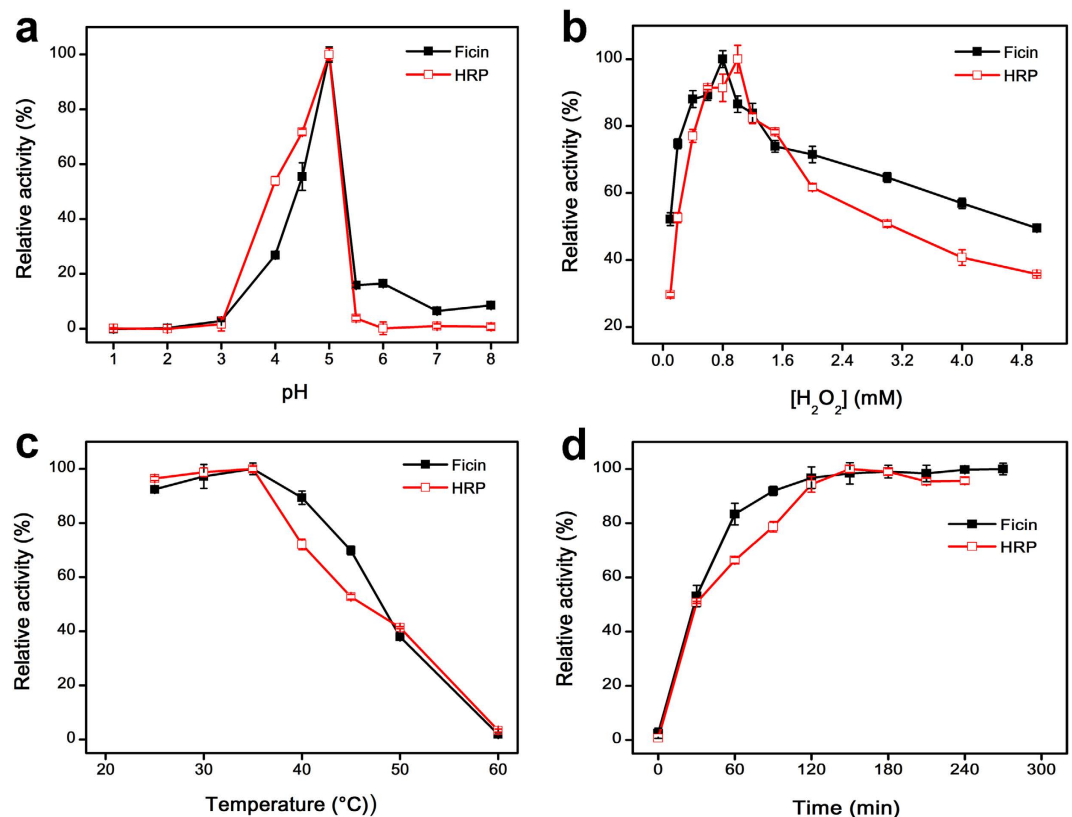 a
Ficin
HRP
100
80
60
40
20
0
Relative activity (%)
1 2 3 4 5 6 7 8
pH
b
Ficin
HRP
100
80
60
40
20
Relative activity (%)
0.0 0.8 1.6 2.4 3.2 4.0 4.8
[H₂O₂] (mM)
c
Ficin
HRP
100
80
60
40
20
0
Relative activity (%)
20 30 40 50 60
Temperature (°C))
d
Ficin
HRP
100
80
60
40
20
0
Relative activity (%)
0 60 120 180 240 300
Time (min)